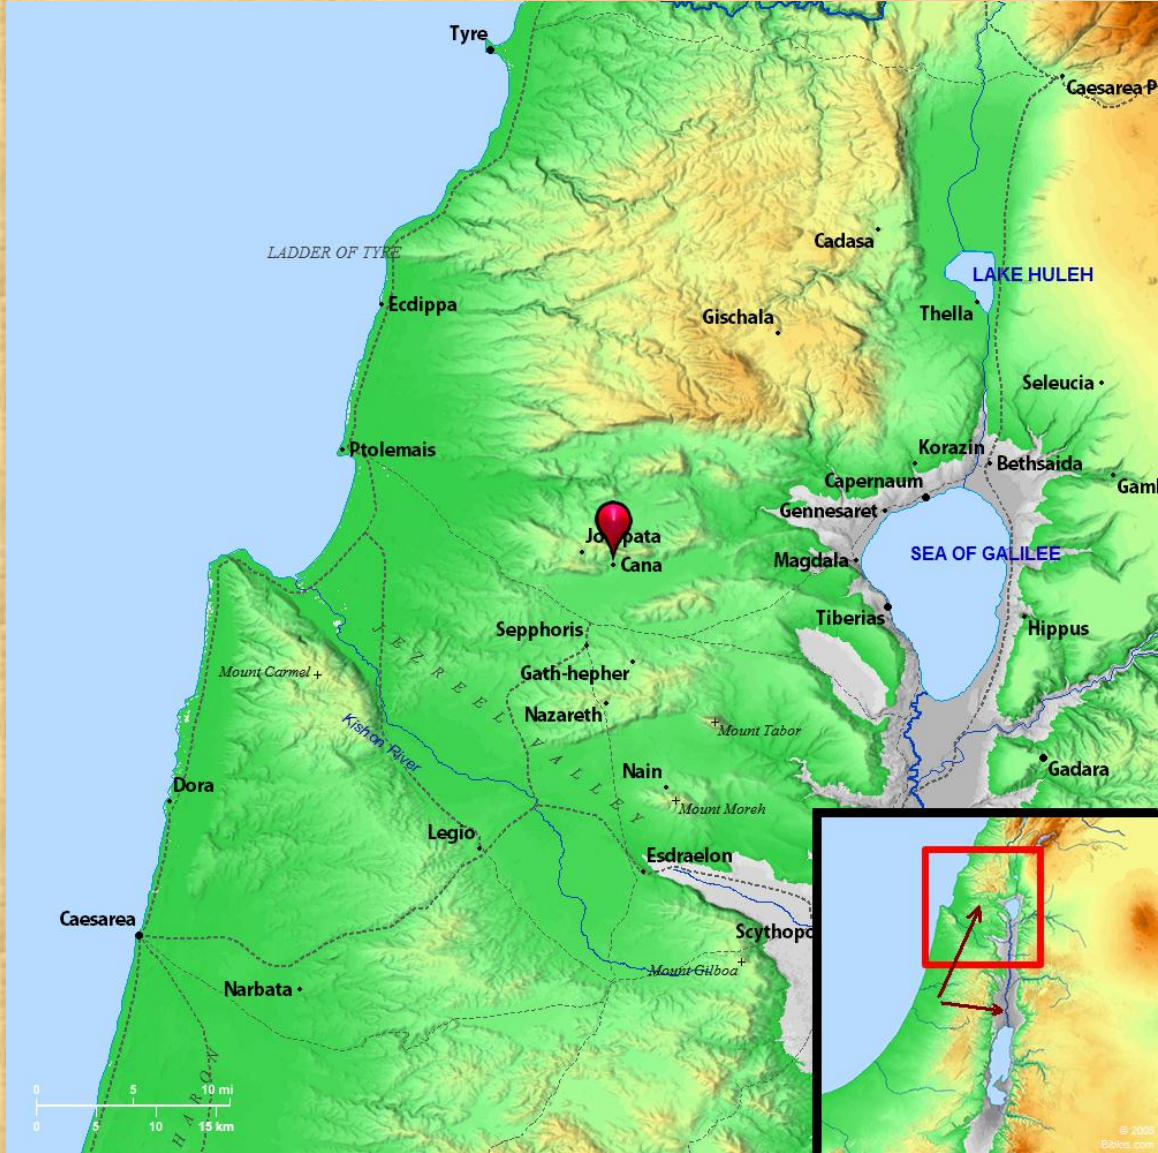 Tyre
Caesarea P
LADDER OF TYRE
Cadasa
LAKE HULEH
Ecdippa
Thella
Gischala
Seleucia
Ptolemais
Korazin
Bethsaida
Capernaum
Gaml
Gennesaret
Jo pata
SEA OF GALILEE
Cana
Magdala
Tiberias
Sepphoris
Hippus
Mount Carmel
Gath-hepher
JEZREEL VALLEY
Nazareth
Kishon River
Mount Tabor
Gadara
Nain
Dora
Mount Moreh
Legio
Esdraelon
Caesarea
Scythopo
Mount Gilboa
Narbata
HARON
0 5 10 mi
0 5 10 15 km
© 2008
Biblos.com